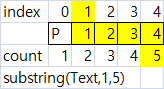 index 0 1 2 3 4
P 1 2 3 4
count 1 2 3 4 5
substring(Text,1,5)